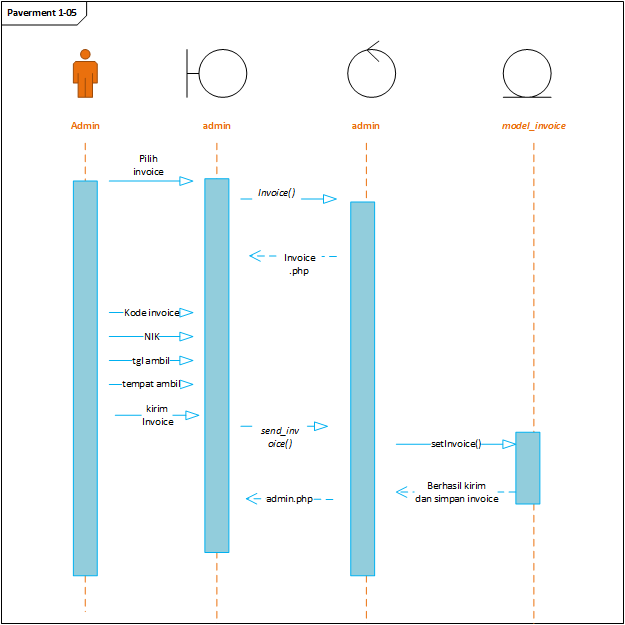 Paverment 1-05
Admin
admin
admin
model_invoice
Pilih
invoice
Invoice()
Invoice
.php
Kode invoice
NIK
tgl ambil
tempat ambil
kirim
Invoice
send_inv
oice()
setInvoice()
Berhasil kirim
dan simpan invoice
admin.php